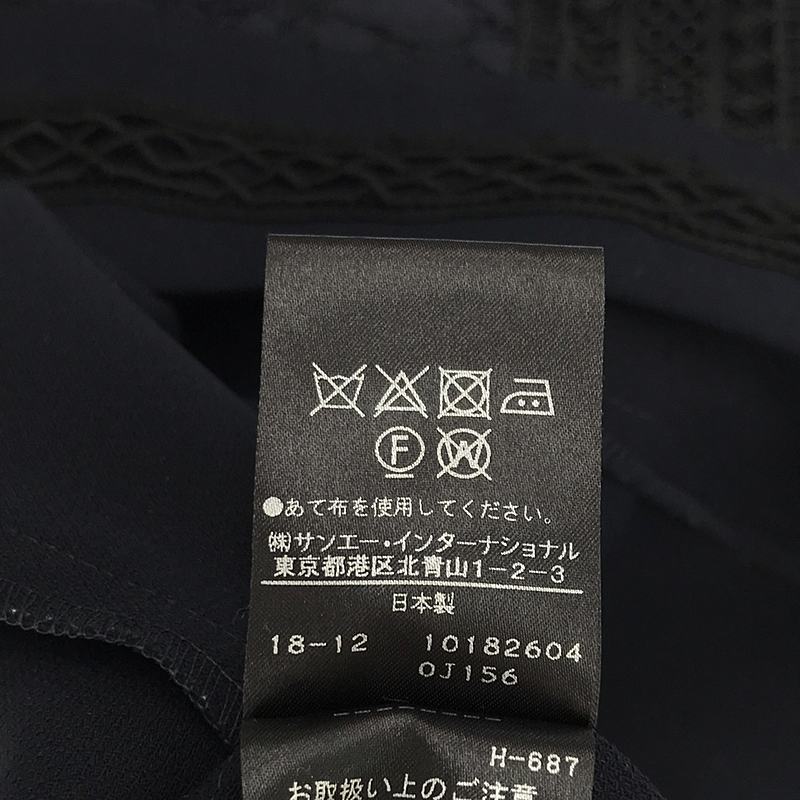 F W
●あて布を使用してください。
㈱サンエー・インターナショナル
東京都港区北青山1-2-3
日本製
18-12 10182604
0J156
H-687
お取扱い上のご注意